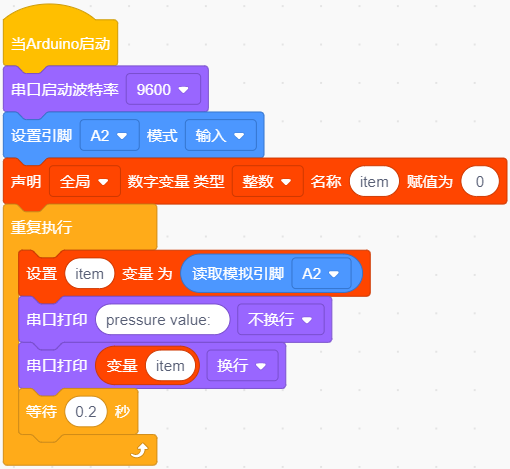 当Arduino启动
串口启动波特率 9600
设置引脚 A2 模式 输入
声明 全局 数字变量 类型 整数 名称 item 赋值为 0
重复执行
设置 item 变量 为 读取模拟引脚 A2
串口打印 pressure value: 不换行
串口打印 变量 item 换行
等待 0.2 秒